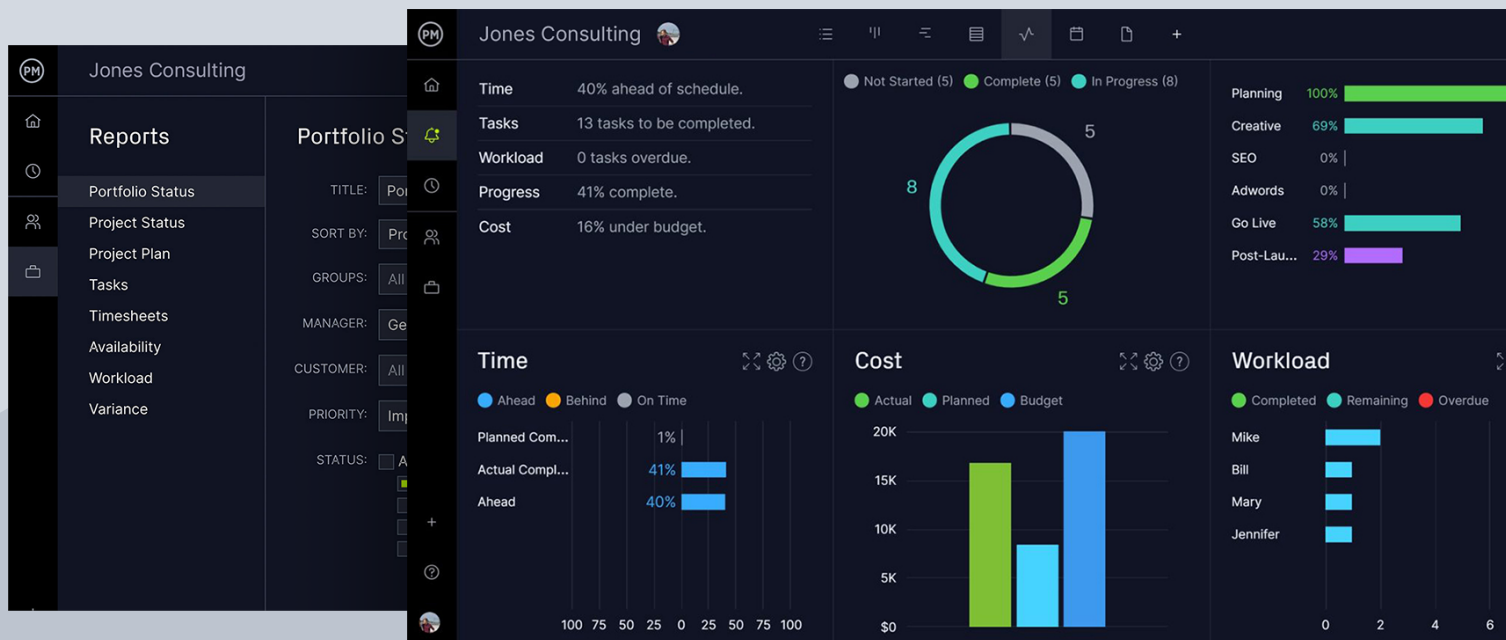 PM
Jones Consulting
Reports
Portfolio Status
Project Status
Project Plan
Tasks
Timesheets
Availability
Workload
Variance
Portfolio S
TITLE: Por
SORT BY: Pro
GROUPS: All
MANAGER: Ge
CUSTOMER: All
PRIORITY: Imp
STATUS: A
PM
Jones Consulting
+
Time 40% ahead of schedule.
Tasks 13 tasks to be completed.
Workload 0 tasks overdue.
Progress 41% complete.
Cost 16% under budget.
Not Started (5) Complete (5) In Progress (8)
5
8
5
Planning 100%
Creative 69%
SEO 0%
Adwords 0%
Go Live 58%
Post-Lau... 29%
Time ?
Ahead Behind On Time
Planned Com... 1%
Actual Compl... 41%
Ahead 40%
100 75 50 25 0 25 50 75 100
Cost ?
Actual Planned Budget
20K
15K
10K
5K
$0
Workload
Completed Remaining Overdue
Mike
Bill
Mary
Jennifer
0 2 4 6
+
?